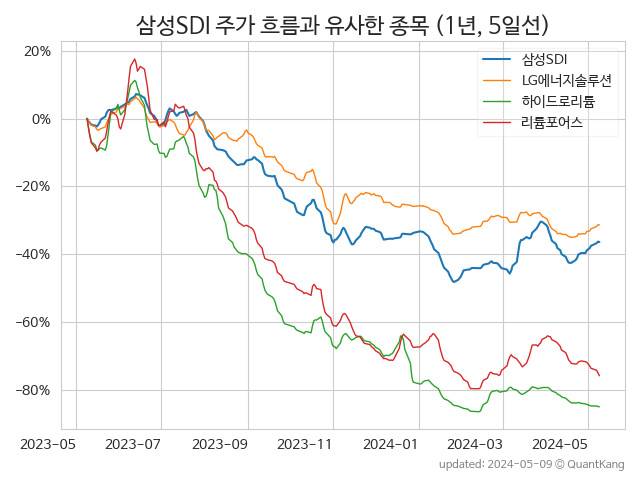 삼성SDI 주가 흐름과 유사한 종목 (1년, 5일선)
20%
0%
−20%
−40%
−60%
−80%
삼성SDI
LG에너지솔루션
하이드로리튬
리튬포어스
2023-05 2023-07 2023-09 2023-11 2024-01 2024-03 2024-05
updated: 2024-05-09 © QuantKang